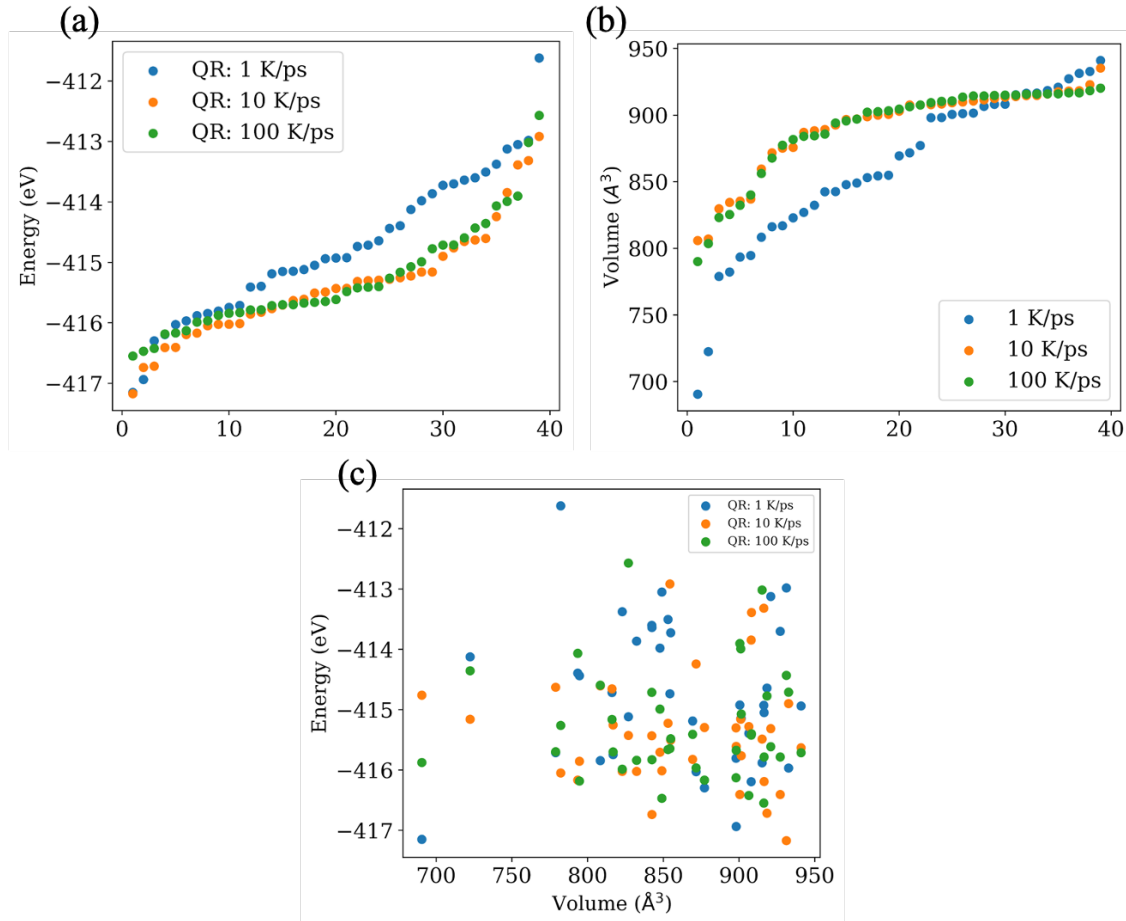 (a)
QR: 1 K/ps
QR: 10 K/ps
QR: 100 K/ps
Energy (eV)
−412
−413
−414
−415
−416
−417
0 10 20 30 40
(b)
Volume (A^3)
950
900
850
800
750
700
1 K/ps
10 K/ps
100 K/ps
0 10 20 30 40
(c)
QR: 1 K/ps
QR: 10 K/ps
QR: 100 K/ps
Energy (eV)
−412
−413
−414
−415
−416
−417
700 750 800 850 900 950
Volume (Å³)